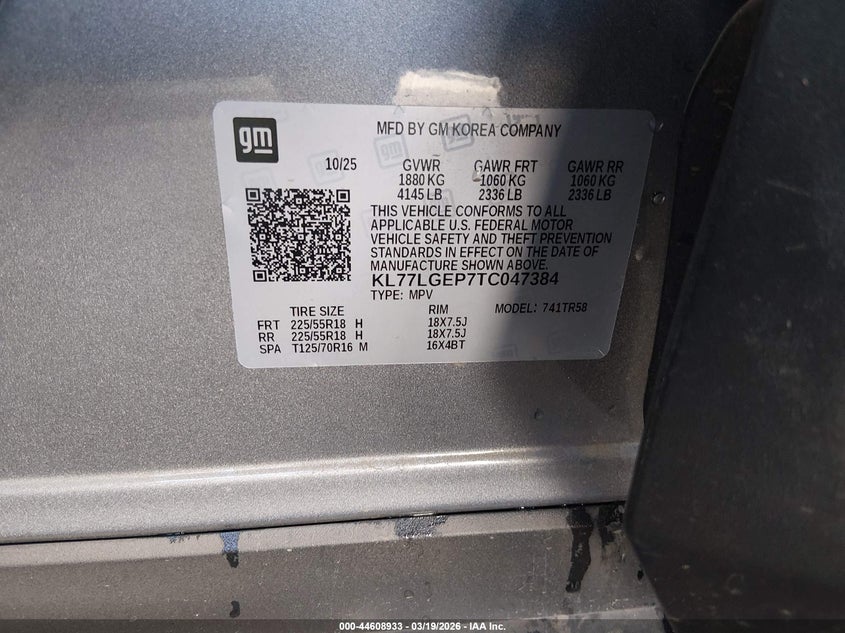 gm
MFD BY GM KOREA COMPANY
10/25 GVWR GAWR FRT GAWR RR
1880 KG 1060 KG 1060 KG
4145 LB 2336 LB 2336 LB
THIS VEHICLE CONFORMS TO ALL
APPLICABLE U.S. FEDERAL MOTOR
VEHICLE SAFETY AND THEFT PREVENTION
STANDARDS IN EFFECT ON THE DATE OF
MANUFACTURE SHOWN ABOVE.
KL77LGEP7TC047384
TYPE: MPV
TIRE SIZE RIM MODEL: 741TR58
FRT 225/55R18 H 18X7.5J
RR 225/55R18 H 18X7.5J
SPA T125/70R16 M 16X4BT
000-44608933 - 03/19/2026 - IAA Inc.